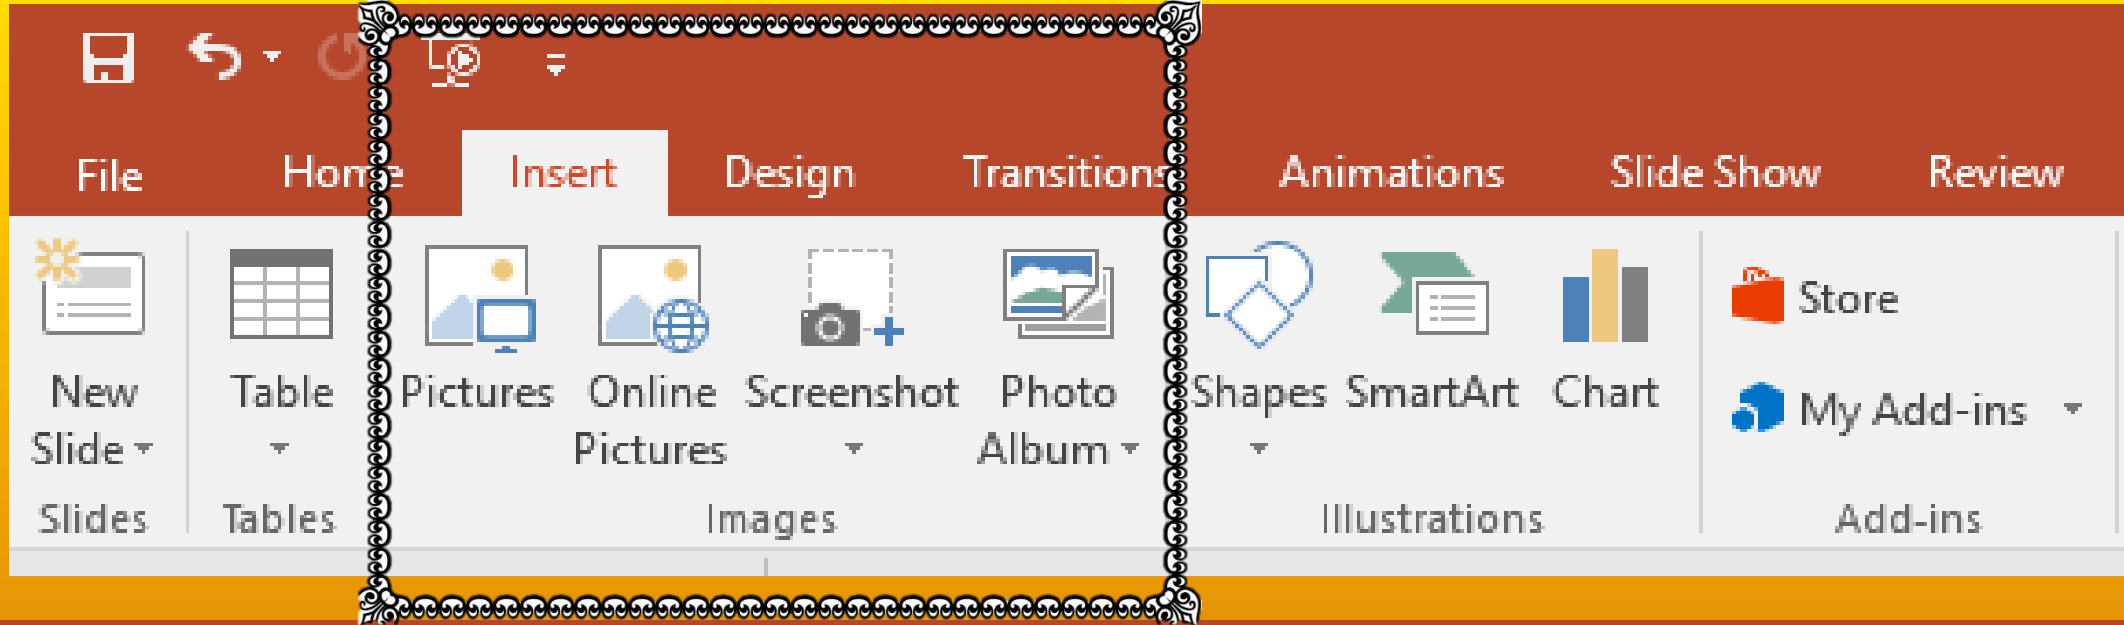 File Home Insert Design Transitions Animations Slide Show Review
New Table Pictures Online Screenshot Photo Shapes SmartArt Chart Store
Slide Pictures Album My Add-ins
Slides Tables Images Illustrations Add-ins